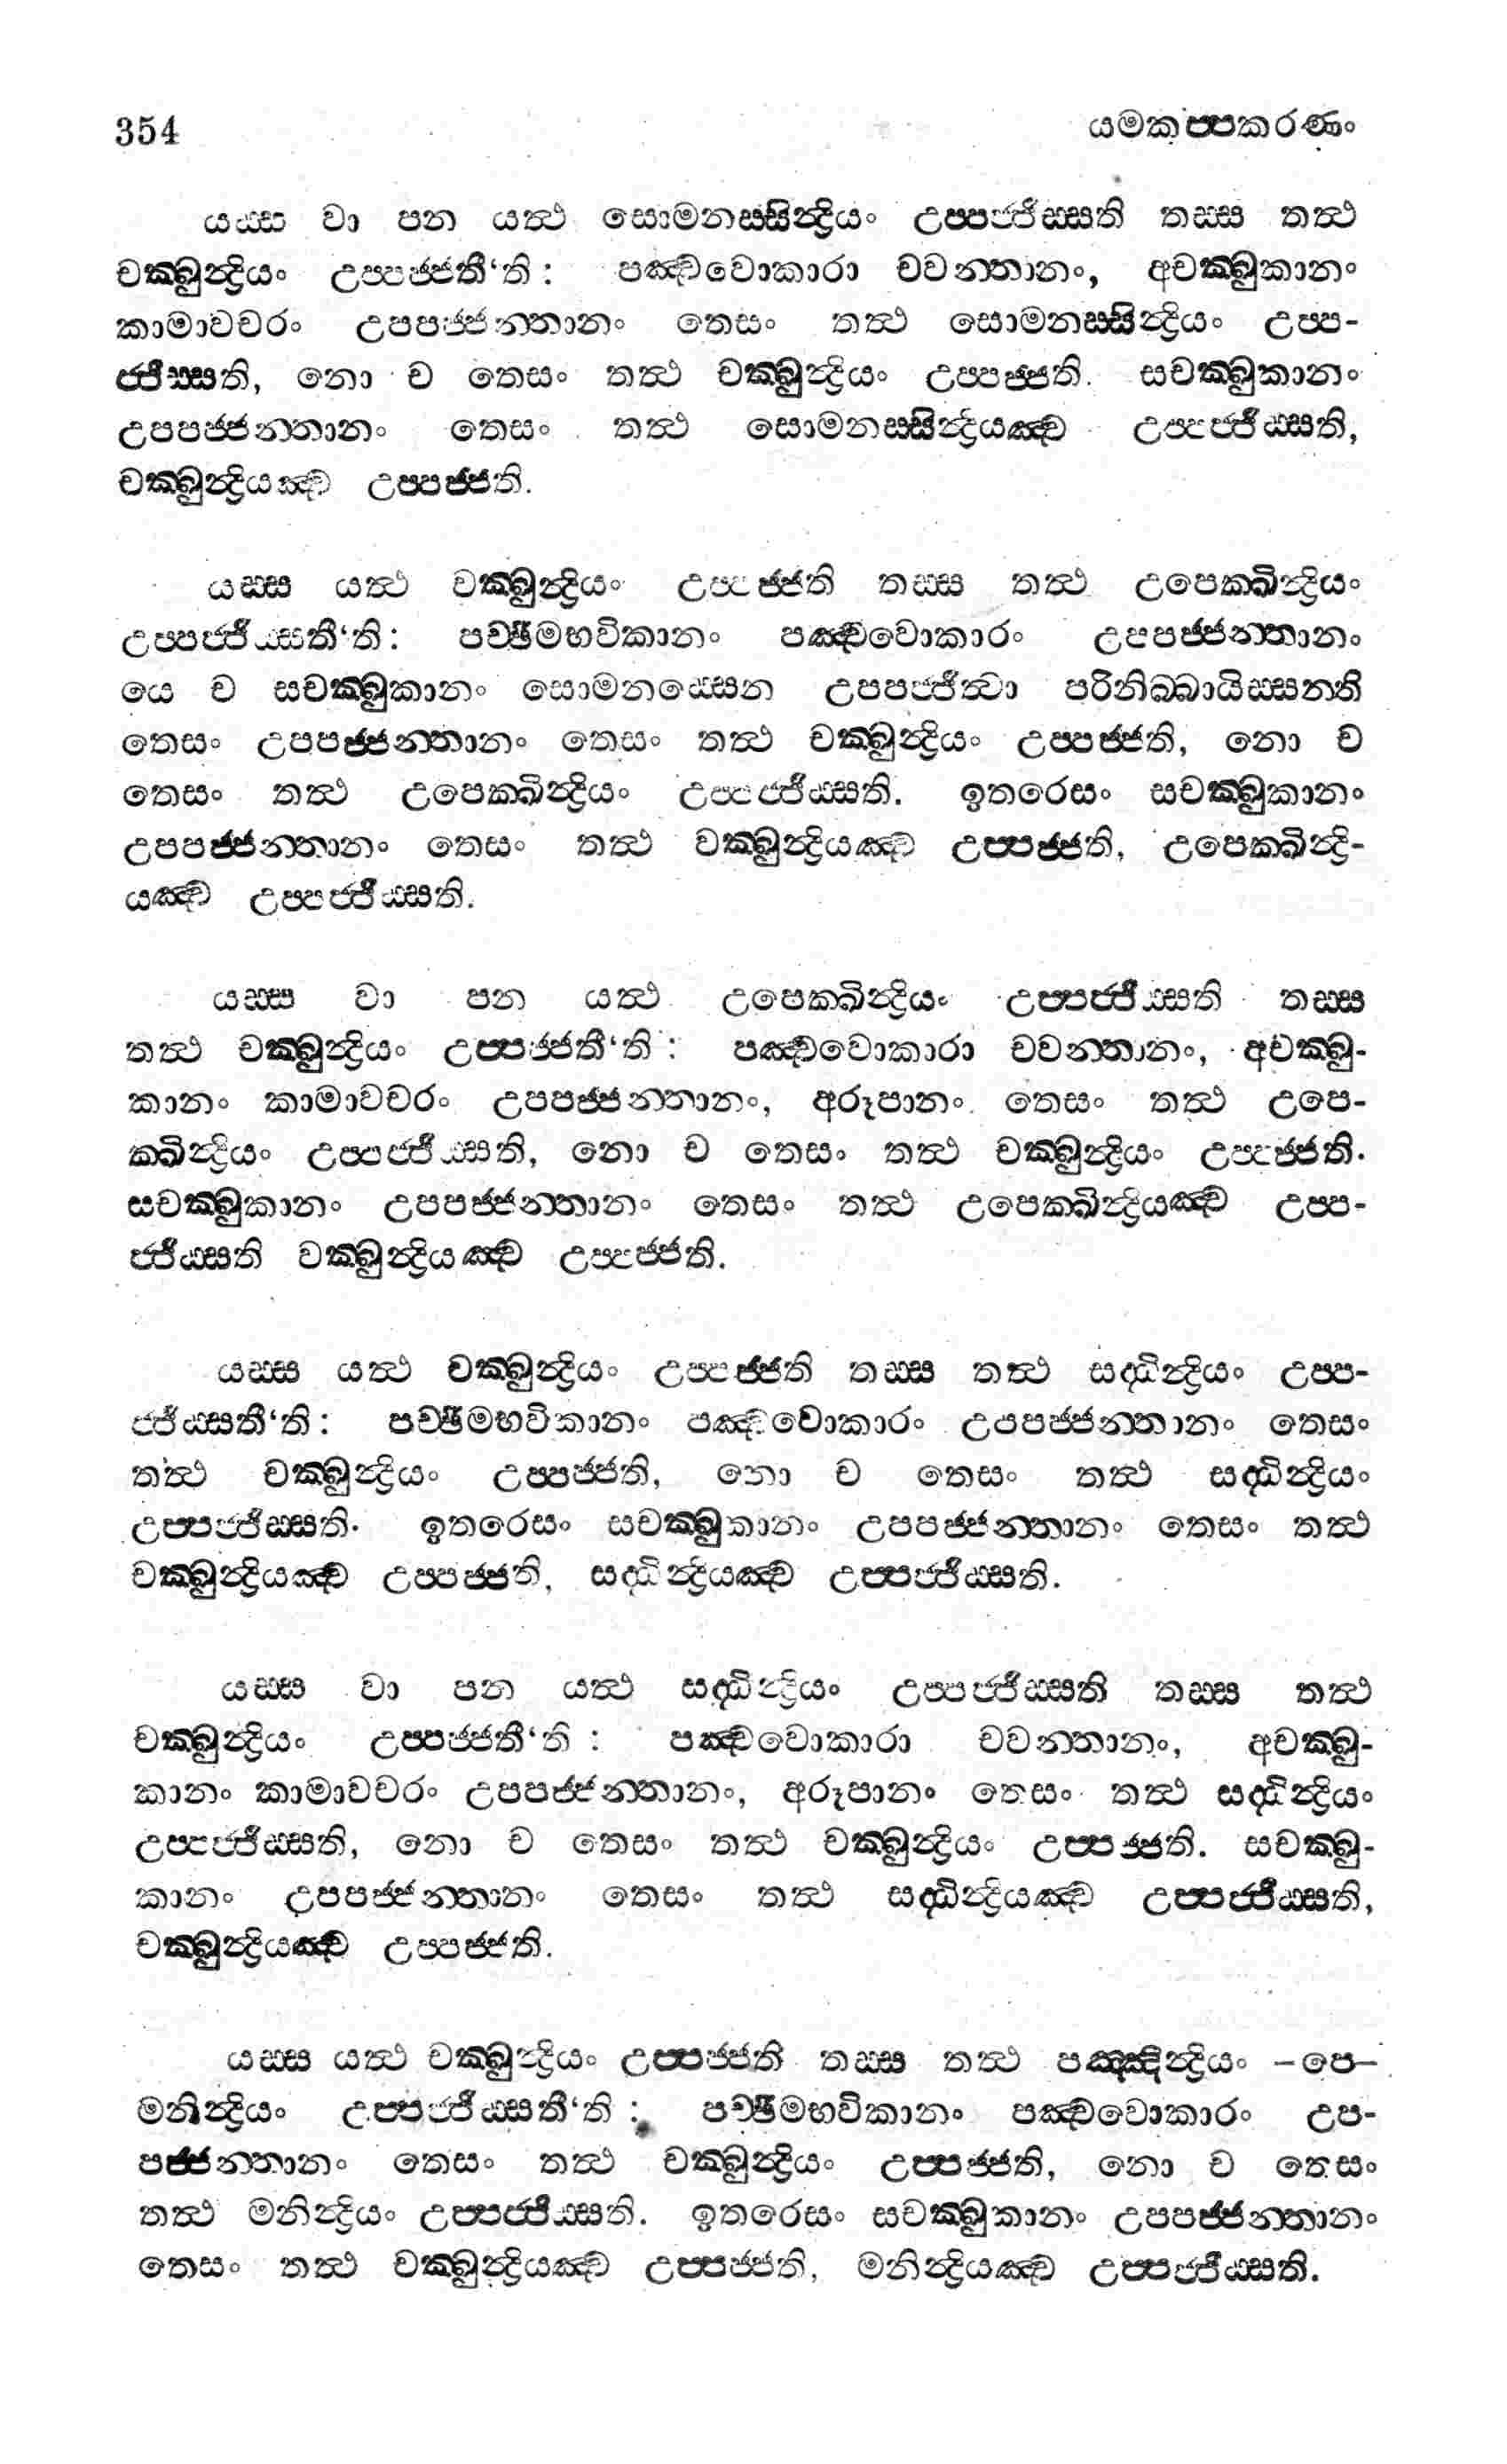 354 යමකප්පකරණං
යස්ස වා පන යත්ථ සොමනස්සින්ද්‍රියං උප්පජ්ජිස්සති තස්ස තත්ථ
චක්ඛුන්ද්‍රියං උප්පජ්ජතී‘ති : පඤ්චවොකාරා චවන්තානං, අචක්ඛුකානං
කාමාවචරං උපපජ්ජන්තානං තෙසං තත්ථ සොමනස්සින්ද්‍රියං උප්ප-
ජ්ජිස්සති, නො ච තෙසං තත්ථ චක්ඛුන්ද්‍රියං උප්පජ්ජති. සචක්ඛුකානං
උපපජ්ජන්තානං තෙසං තත්ථ සොමනස්සින්ද්‍රියඤ්ච උප්පජ්ජිස්සති,
චක්ඛුන්ද්‍රියඤ්ච උප්පජ්ජති.
යස්ස යත්ථ චක්ඛුන්ද්‍රියං උප්පජ්ජති තස්ස තත්ථ උපෙක්ඛින්ද්‍රියං
උප්පජ්ජිස්සතී‘ති : පච්ඡිමභවිකානං පඤ්චවොකාරං උපපජ්ජන්තානං
යෙ ච සචක්ඛුකානං සොමනස්සෙන උපපජ්ජිත්වා පරිනිබ්බායිස්සන්ති
තෙසං උපපජ්ජන්තානං තෙසං තත්ථ චක්ඛුන්ද්‍රියං උප්පජ්ජති, නො ච
තෙසං තත්ථ උපෙක්ඛින්ද්‍රියං උප්පජ්ජිස්සති. ඉතරෙසං සචක්ඛුකානං
උපපජ්ජන්තානං තෙසං තත්ථ චක්ඛුන්ද්‍රියඤ්ච උප්පජ්ජති, උපෙක්ඛින්ද්‍රි-
යඤ්ච උප්පජ්ජිස්සති.
යස්ස වා පන යත්ථ උපෙක්ඛින්ද්‍රියං උප්පජ්ජිස්සති තස්ස
තත්ථ චක්ඛුන්ද්‍රියං උප්පජ්ජතී‘ති : පඤ්චවොකාරා චවන්තානං, අචක්ඛු-
කානං කාමාවචරං උපපජ්ජන්තානං, අරූපානං තෙසං තත්ථ උපෙ-
ක්ඛින්ද්‍රියං උප්පජ්ජිස්සති, නො ච තෙසං තත්ථ චක්ඛුන්ද්‍රියං උප්පජ්ජති.
සචක්ඛුකානං උපපජ්ජන්තානං තෙසං තත්ථ උපෙක්ඛින්ද්‍රියඤ්ච උප්ප-
ජ්ජිස්සති චක්ඛුන්ද්‍රියඤ්ච උප්පජ්ජති.
යස්ස යත්ථ චක්ඛුන්ද්‍රියං උප්පජ්ජති තස්ස තත්ථ සද්ධින්ද්‍රියං උප්ප-
ජ්ජිස්සතී‘ති : පච්ඡිමභවිකානං පඤ්චවොකාරං උපපජ්ජන්තානං තෙසං
තත්ථ චක්ඛුන්ද්‍රියං උප්පජ්ජති, නො ච තෙසං තත්ථ සද්ධින්ද්‍රියං
උප්පජ්ජිස්සති. ඉතරෙසං සචක්ඛුකානං උපපජ්ජන්තානං තෙසං තත්ථ
චක්ඛුන්ද්‍රියඤ්ච උප්පජ්ජති, සද්ධින්ද්‍රියඤ්ච උප්පජ්ජිස්සති.
යස්ස වා පන යත්ථ සද්ධින්ද්‍රියං උප්පජ්ජිස්සති තස්ස තත්ථ
චක්ඛුන්ද්‍රියං උප්පජ්ජතී‘ති : පඤ්චවොකාරා චවන්තානං, අචක්ඛු-
කානං කාමාවචරං උපපජ්ජන්තානං, අරූපානං තෙසං තත්ථ සද්ධින්ද්‍රියං
උප්පජ්ජිස්සති, නො ච තෙසං තත්ථ චක්ඛුන්ද්‍රියං උප්පජ්ජති. සචක්ඛු-
කානං උපපජ්ජන්තානං තෙසං තත්ථ සද්ධින්ද්‍රියඤ්ච උප්පජ්ජිස්සති,
චක්ඛුන්ද්‍රියඤ්ච උප්පජ්ජති.
යස්ස යත්ථ චක්ඛුන්ද්‍රියං උප්පජ්ජති තස්ස තත්ථ පඤ්ඤින්ද්‍රියං –පෙ–
මනින්ද්‍රියං උප්පජ්ජිස්සතී‘ති : පච්ඡිමභවිකානං පඤ්චවොකාරං උප-
පජ්ජන්තානං තෙසං තත්ථ චක්ඛුන්ද්‍රියං උප්පජ්ජති, නො ච තෙසං
තත්ථ මනින්ද්‍රියං උප්පජ්ජිස්සති. ඉතරෙසං සචක්ඛුකානං උපපජ්ජන්තානං
තෙසං තත්ථ චක්ඛුන්ද්‍රියඤ්ච උප්පජ්ජති, මනින්ද්‍රියඤ්ච උප්පජ්ජිස්සති.